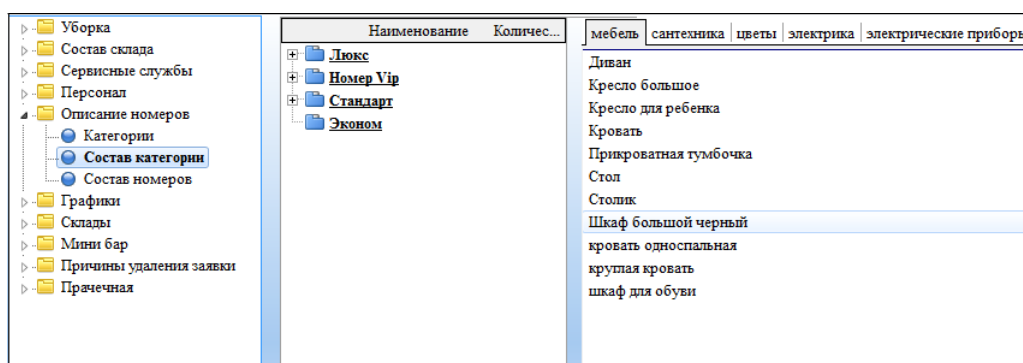 Уборка
Состав склада
Сервисные службы
Персонал
Описание номеров
Категории
Состав категории
Состав номеров
Графики
Склады
Мини бар
Причины удаления заявки
Прачечная
Наименование Количес...
Люкс
Номер Vip
Стандарт
Эконом
мебель сантехника цветы электрика электрические приборы
Диван
Кресло большое
Кресло для ребенка
Кровать
Прикроватная тумбочка
Стол
Столик
Шкаф большой черный
кровать односпальная
круглая кровать
шкаф для обуви